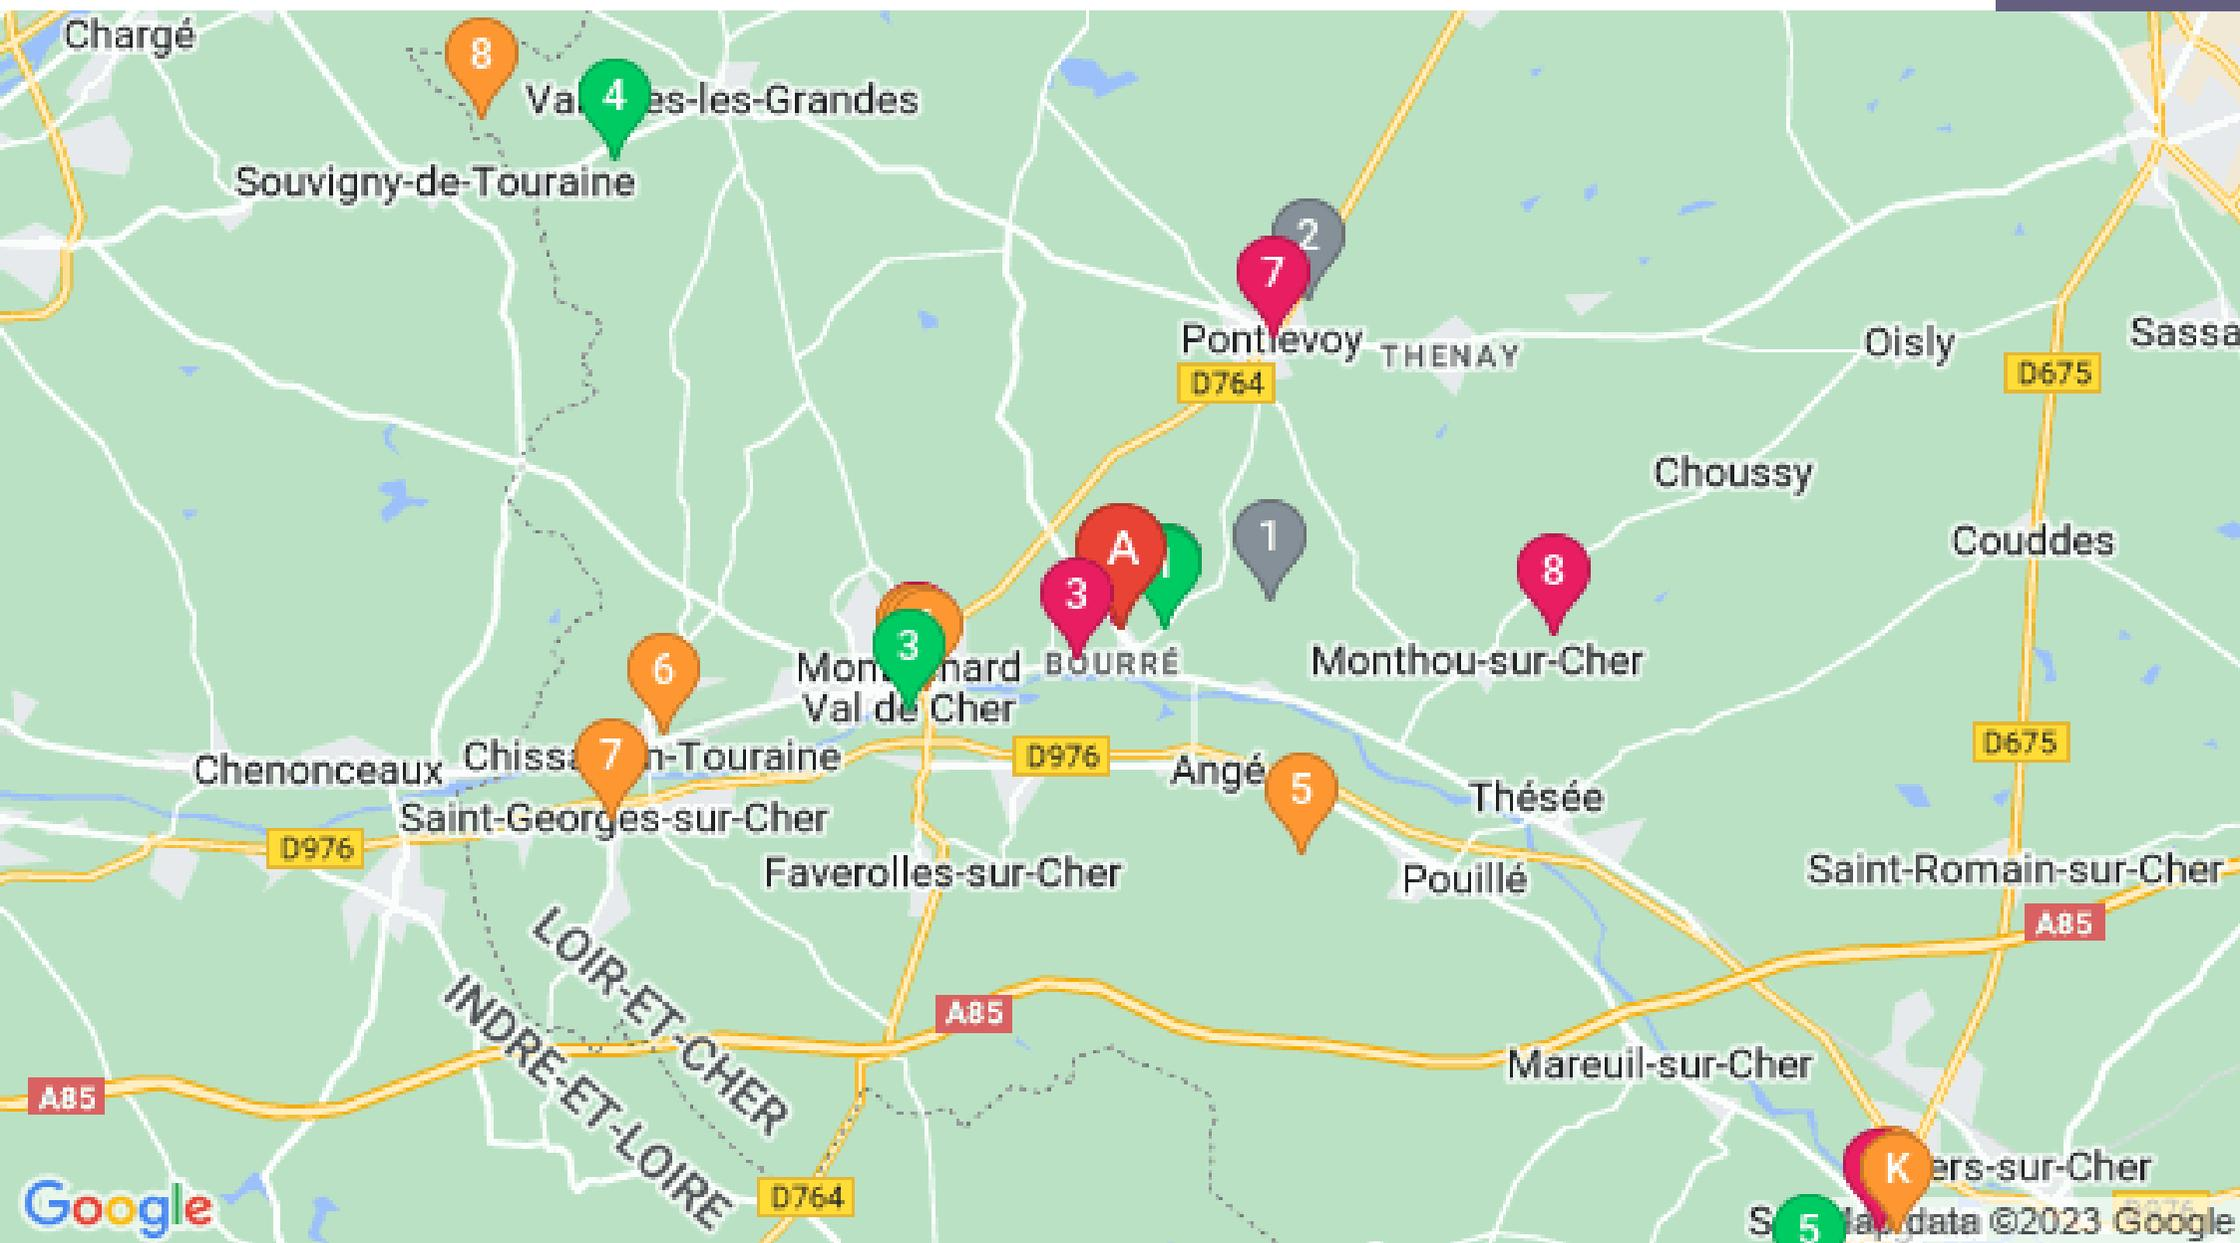 Chargé
8
4
Souvigny-de-Touraine
2
7
THENAY
Oisly
D764
D675
Choussy
Couddes
A
1
3
8
3
BOURRÉ
Monthou-sur-Cher
6
Val de Cher
D675
7
Chenonceaux
D976
Angé
5
Thésée
Saint-Georges-sur-Cher
D976
Faverolles-sur-Cher
Pouillé
Saint-Romain-sur-Cher
A85
LOIR-ET-CHER
INDRE-ET-LOIRE
A85
Mareuil-sur-Cher
A85
K
D764
Google
5
data ©2023 Google